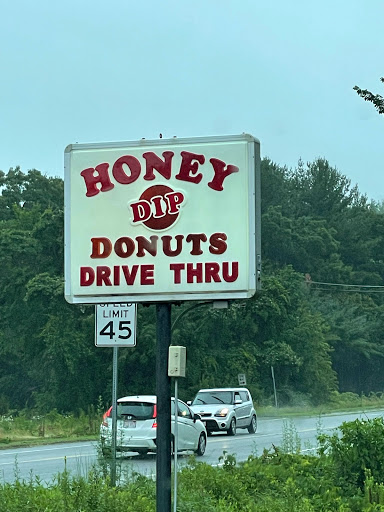 HONEY
DIP
DONUTS
DRIVE THRU
SPEED
LIMIT
45